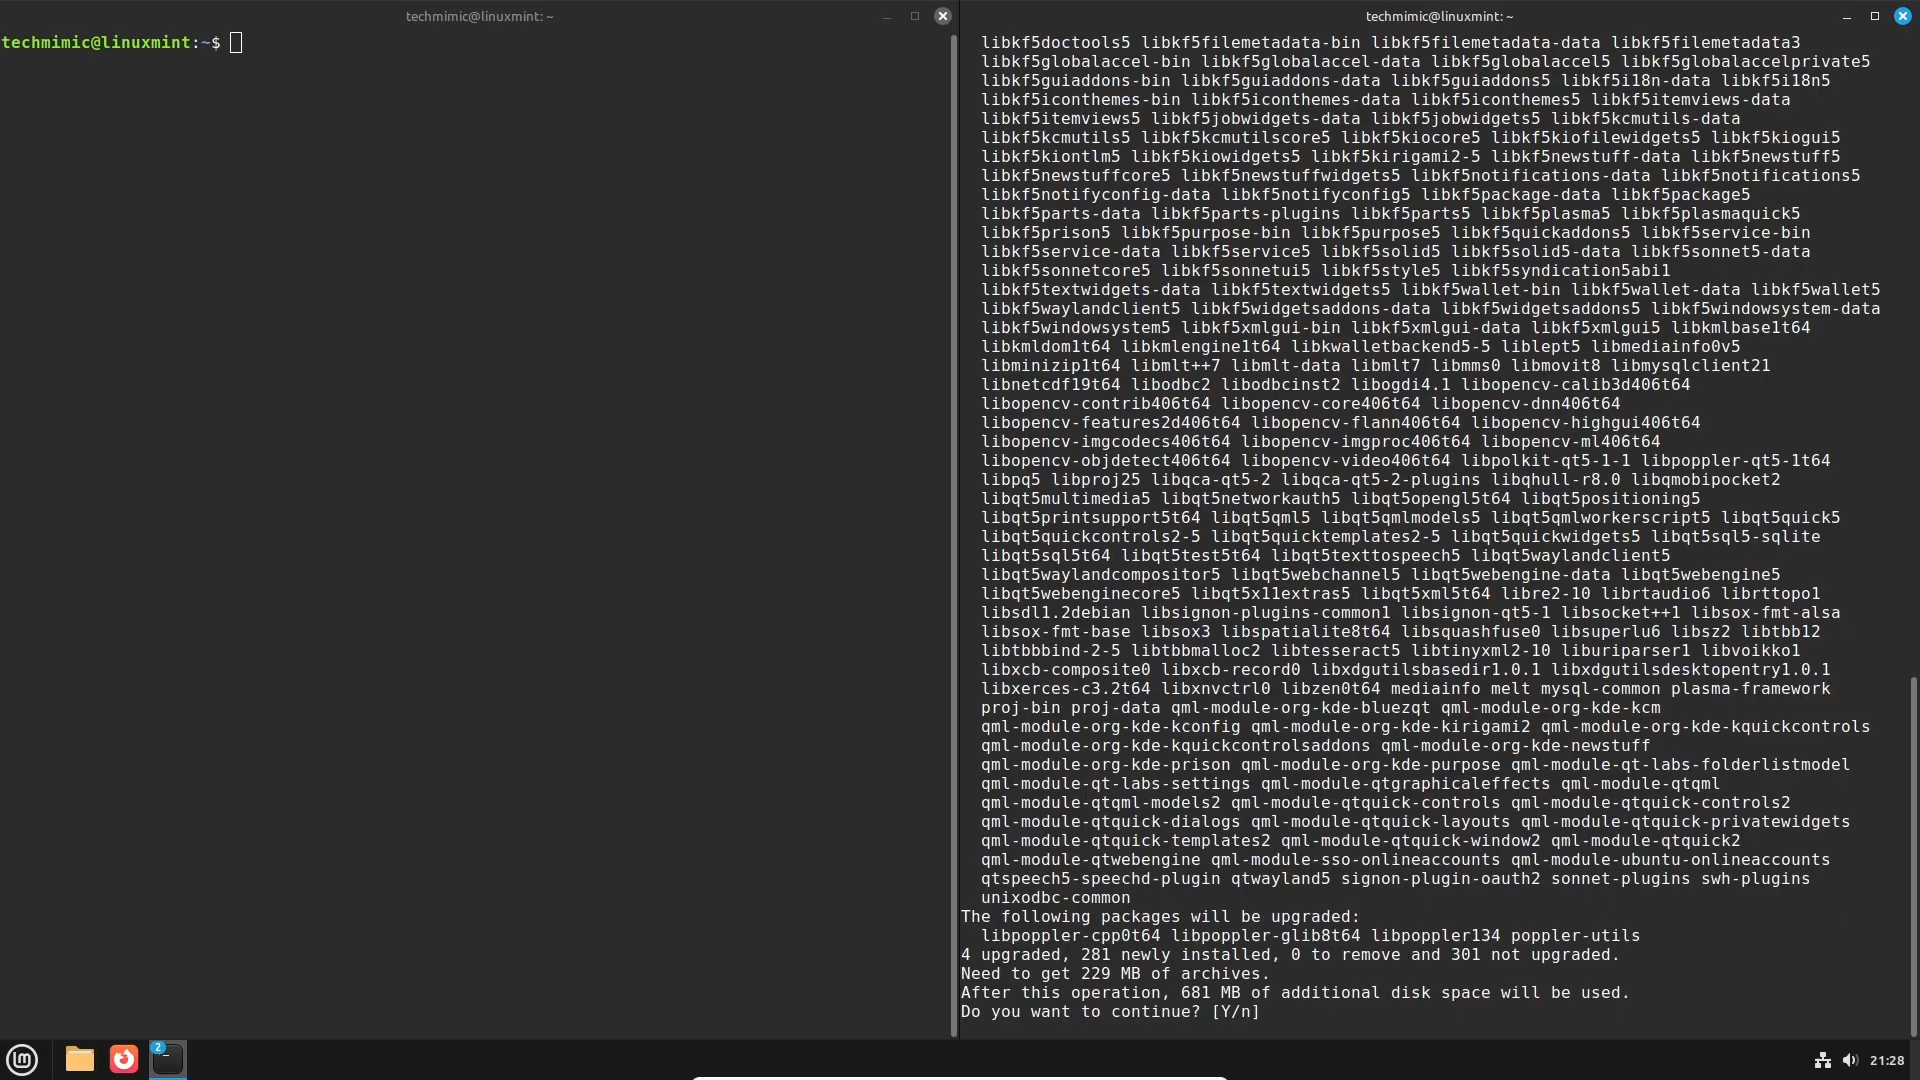 techmimic@linuxmint: ~
techmimic@linuxmint:~$
techmimic@linuxmint: ~
libkf5doctools5 libkf5filemetadata-bin libkf5filemetadata-data libkf5filemetadata3
libkf5globalaccel-bin libkf5globalaccel-data libkf5globalaccel5 libkf5globalaccelprivate5
libkf5guiaddons-bin libkf5guiaddons-data libkf5guiaddons5 libkf5i18n-data libkf5i18n5
libkf5iconthemes-bin libkf5iconthemes-data libkf5iconthemes5 libkf5itemviews-data
libkf5itemviews5 libkf5jobwidgets-data libkf5jobwidgets5 libkf5kcmutils-data
libkf5kcmutils5 libkf5kcmutilscore5 libkf5kiocore5 libkf5kiofilewidgets5 libkf5kiogui5
libkf5kiontlm5 libkf5kiowidgets5 libkf5kirigami2-5 libkf5newstuff-data libkf5newstuff5
libkf5newstuffcore5 libkf5newstuffwidgets5 libkf5notifications-data libkf5notifications5
libkf5notifyconfig-data libkf5notifyconfig5 libkf5package-data libkf5package5
libkf5parts-data libkf5parts-plugins libkf5parts5 libkf5plasma5 libkf5plasmaquick5
libkf5prison5 libkf5purpose-bin libkf5purpose5 libkf5quickaddons5 libkf5service-bin
libkf5service-data libkf5service5 libkf5solid5 libkf5solid5-data libkf5sonnet5-data
libkf5sonnetcore5 libkf5sonnetui5 libkf5style5 libkf5syndication5abi1
libkf5textwidgets-data libkf5textwidgets5 libkf5wallet-bin libkf5wallet-data libkf5wallet5
libkf5waylandclient5 libkf5widgetsaddons-data libkf5widgetsaddons5 libkf5windowsystem-data
libkf5windowsystem5 libkf5xmlgui-bin libkf5xmlgui-data libkf5xmlgui5 libkmlbase1t64
libkmldom1t64 libkmlengine1t64 libkwalletbackend5-5 liblept5 libmediainfo0v5
libminizip1t64 libmlt++7 libmlt-data libmlt7 libmms0 libmovit8 libmysqlclient21
libnetcdf19t64 libodbc2 libodbcinst2 libogdi4.1 libopencv-calib3d406t64
libopencv-contrib406t64 libopencv-core406t64 libopencv-dnn406t64
libopencv-features2d406t64 libopencv-flann406t64 libopencv-highgui406t64
libopencv-imgcodecs406t64 libopencv-imgproc406t64 libopencv-ml406t64
libopencv-objdetect406t64 libopencv-video406t64 libpolkit-qt5-1-1 libpoppler-qt5-1t64
libpq5 libproj25 libqca-qt5-2 libqca-qt5-2-plugins libqhull-r8.0 libqmobipocket2
libqt5multimedia5 libqt5networkauth5 libqt5opengl5t64 libqt5positioning5
libqt5printsupport5t64 libqt5qml5 libqt5qmlmodels5 libqt5qmlworkerscript5 libqt5quick5
libqt5quickcontrols2-5 libqt5quicktemplates2-5 libqt5quickwidgets5 libqt5sql5-sqlite
libqt5sql5t64 libqt5test5t64 libqt5texttospeech5 libqt5waylandclient5
libqt5waylandcompositor5 libqt5webchannel5 libqt5webengine-data libqt5webengine5
libqt5webenginecore5 libqt5x11extras5 libqt5xml5t64 libre2-10 librtaudio6 librttopo1
libsdl1.2debian libsignon-plugins-common1 libsignon-qt5-1 libsocket++1 libsox-fmt-alsa
libsox-fmt-base libsox3 libspatialite8t64 libsquashfuse0 libsuperlu6 libsz2 libtbb12
libtbbbind-2-5 libtbbmalloc2 libtesseract5 libtinyxml2-10 liburiparser1 libvoikko1
libxcb-composite0 libxcb-record0 libxdgutilsbasedir1.0.1 libxdgutilsdesktopentry1.0.1
libxerces-c3.2t64 libxnvctrl0 libzen0t64 mediainfo melt mysql-common plasma-framework
proj-bin proj-data qml-module-org-kde-bluezqt qml-module-org-kde-kcm
qml-module-org-kde-kconfig qml-module-org-kde-kirigami2 qml-module-org-kde-kquickcontrols
qml-module-org-kde-kquickcontrolsaddons qml-module-org-kde-newstuff
qml-module-org-kde-prison qml-module-org-kde-purpose qml-module-qt-labs-folderlistmodel
qml-module-qt-labs-settings qml-module-qtgraphicaleffects qml-module-qtqml
qml-module-qtqml-models2 qml-module-qtquick-controls qml-module-qtquick-controls2
qml-module-qtquick-dialogs qml-module-qtquick-layouts qml-module-qtquick-privatewidgets
qml-module-qtquick-templates2 qml-module-qtquick-window2 qml-module-qtquick2
qml-module-qtwebengine qml-module-sso-onlineaccounts qml-module-ubuntu-onlineaccounts
qtspeech5-speechd-plugin qtwayland5 signon-plugin-oauth2 sonnet-plugins swh-plugins
unixodbc-common
The following packages will be upgraded:
libpoppler-cpp0t64 libpoppler-glib8t64 libpoppler134 poppler-utils
4 upgraded, 281 newly installed, 0 to remove and 301 not upgraded.
Need to get 229 MB of archives.
After this operation, 681 MB of additional disk space will be used.
Do you want to continue? [Y/n]
2
21:28